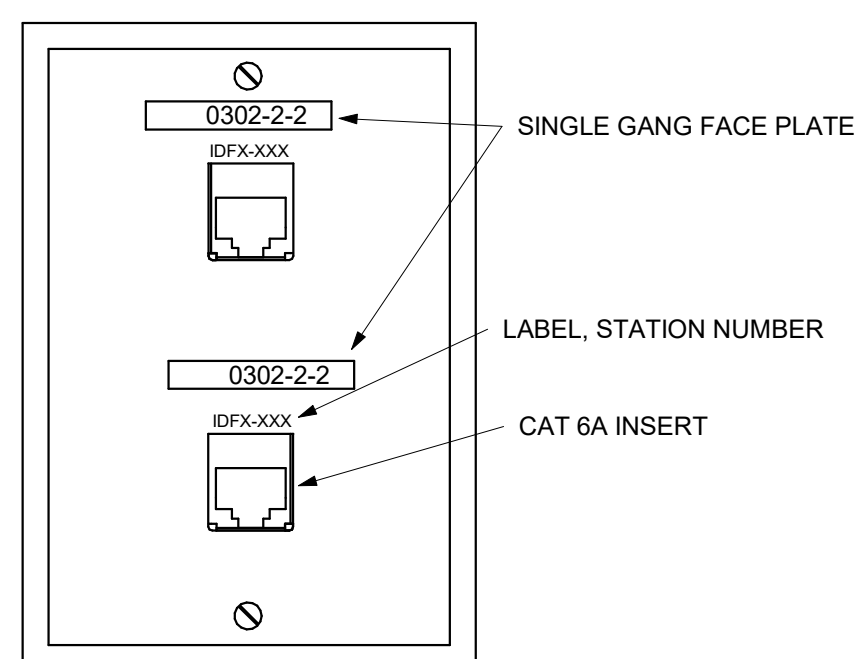 0302-2-2
SINGLE GANG FACE PLATE
IDFX-XXX
LABEL, STATION NUMBER
0302-2-2
IDFX-XXX
CAT 6A INSERT